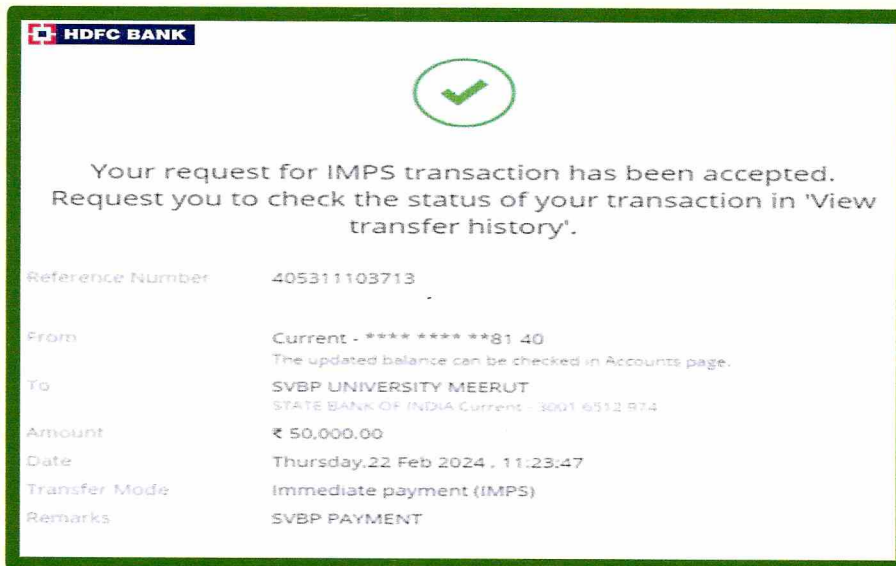 HDFC BANK
Your request for IMPS transaction has been accepted.
Request you to check the status of your transaction in 'View
transfer history'.
Reference Number 405311103713
From Current - **** **** **81 40
The updated balance can be checked in Accounts page.
To SVBP UNIVERSITY MEERUT
STATE BANK OF INDIA Current - 3001 6512 974
Amount ₹ 50,000.00
Date Thursday,22 Feb 2024 , 11:23:47
Transfer Mode Immediate payment (IMPS)
Remarks SVBP PAYMENT